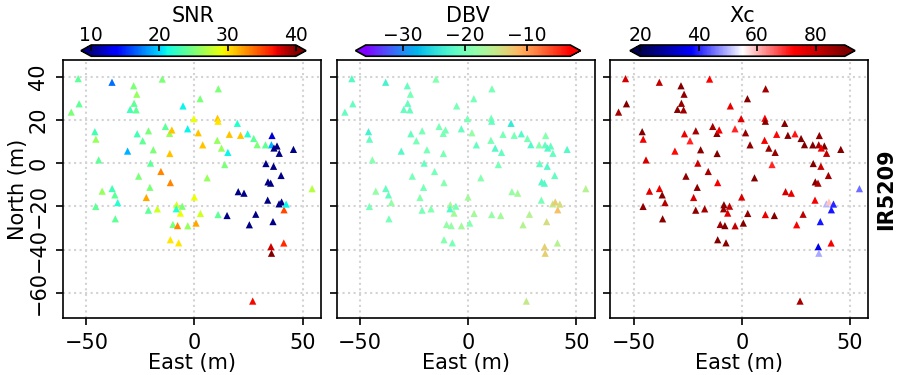 SNR DBV Xc
10 20 30 40 −30 −20 −10 20 40 60 80
North (m)
40
20
0
−20
−40
−60
−50 0 50 −50 0 50 −50 0 50
East (m) East (m) East (m)
IR5209